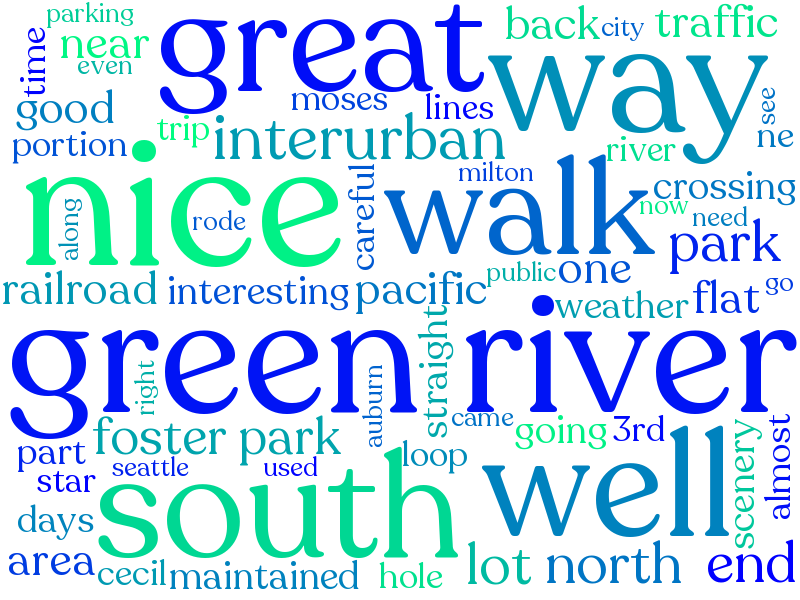 parking
great
back
city
traffic
time
near
even
way
good
moses
lines
see
portion
trip
interurban
river
ne
nice
along
rode
careful
milton
walk
crossing
now
need
park
railroad
interesting
pacific
public
one
weather
flat
go
green river
right
auburn
straight
came
going
3rd
foster park
part
seattle
used
loop
star
south
well
scenery
almost
days
area
cecil
maintained
hole
lot
north
end